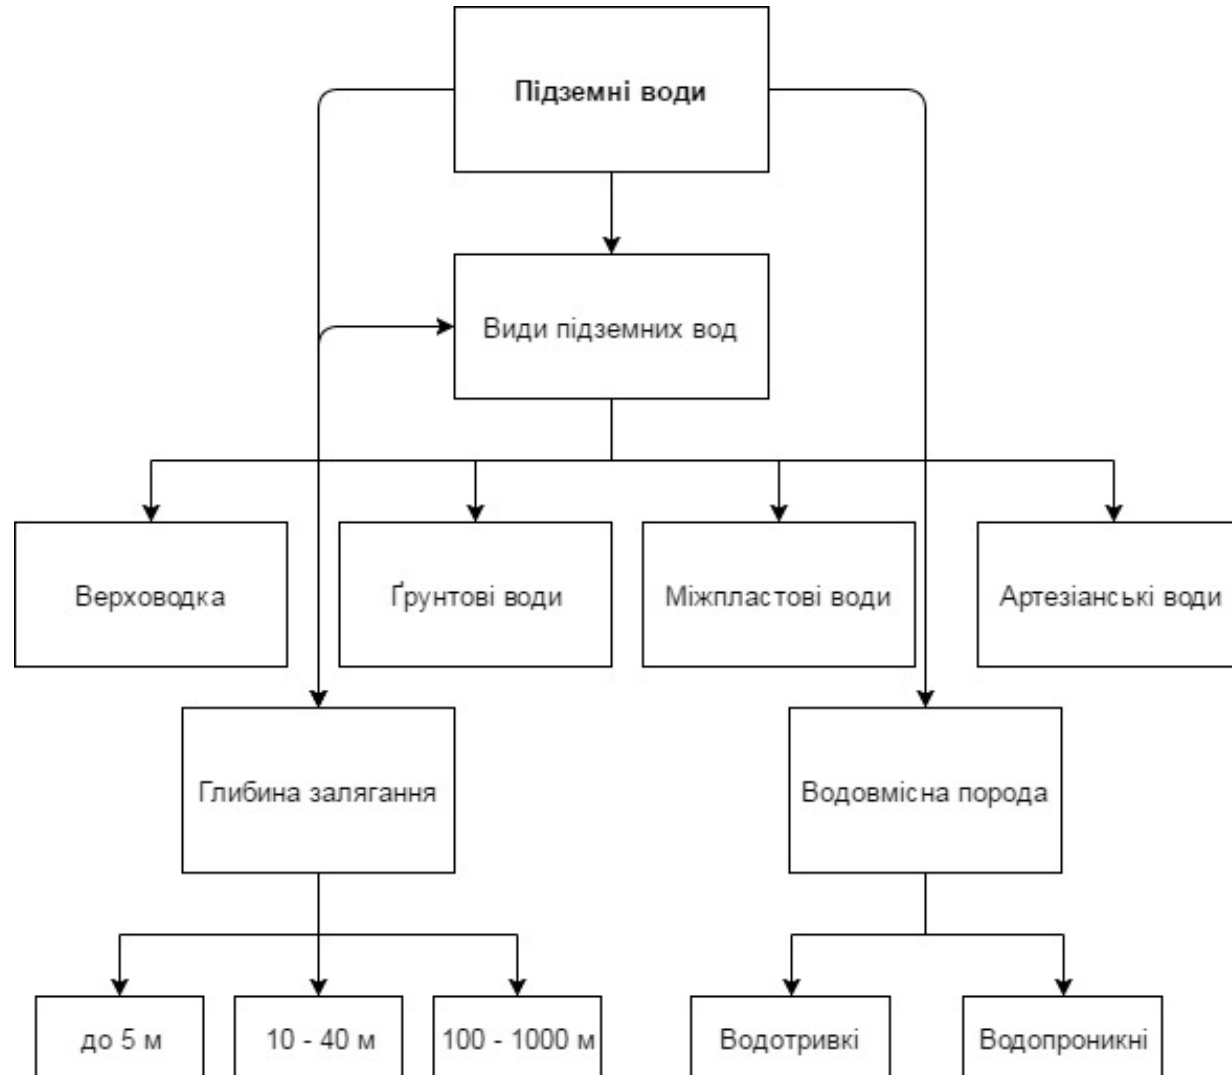 Підземні води
Види підземних вод
Верховодка
Ґрунтові води
Міжпластові води
Артезіанські води
Глибина залягання
Водовмісна порода
до 5 м
10 - 40 м
100 - 1000 м
Водотривкі
Водопроникні